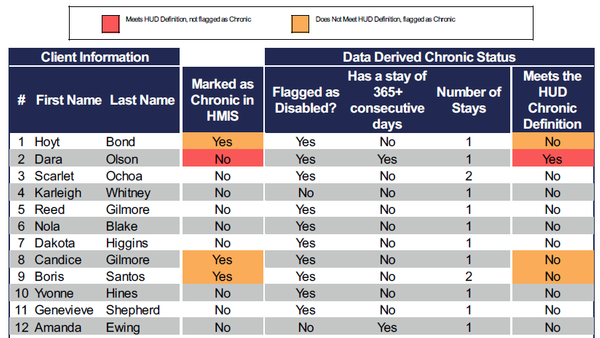 Meets HUD Definition, not flagged as Chronic Does Not Meet HUD Definition, flagged as Chronic
Client Information Data Derived Chronic Status
# First Name Last Name Marked as Chronic in HMIS Flagged as Disabled? Has a stay of 365+ consecutive days Number of Stays Meets the HUD Chronic Definition
1 Hoyt Bond Yes Yes No 1 No
2 Dara Olson No Yes Yes 1 Yes
3 Scarlet Ochoa No Yes No 2 No
4 Karleigh Whitney No No No 1 No
5 Reed Gilmore No Yes No 1 No
6 Nola Blake No Yes No 1 No
7 Dakota Higgins No Yes No 1 No
8 Candice Gilmore Yes Yes No 1 No
9 Boris Santos Yes Yes No 2 No
10 Yvonne Hines No Yes No 1 No
11 Genevieve Shepherd No Yes No 1 No
12 Amanda Ewing No No Yes 1 No